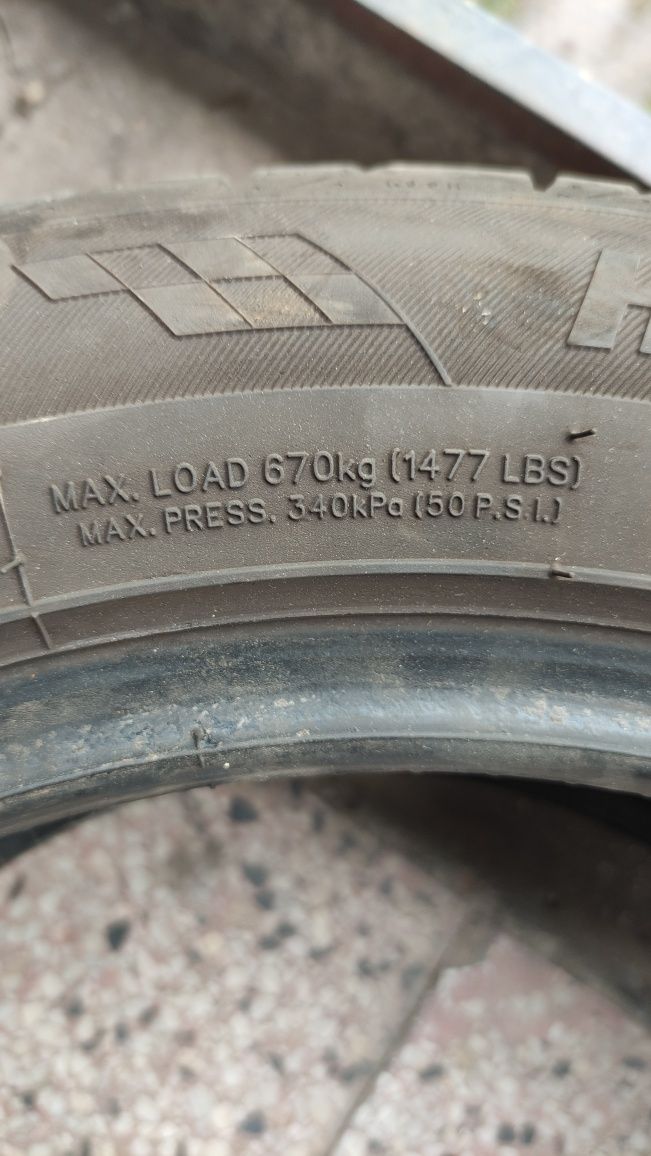 MAX. LOAD 670kg (1477 LBS)
MAX. PRESS. 340kPa (50 P.S.I.)